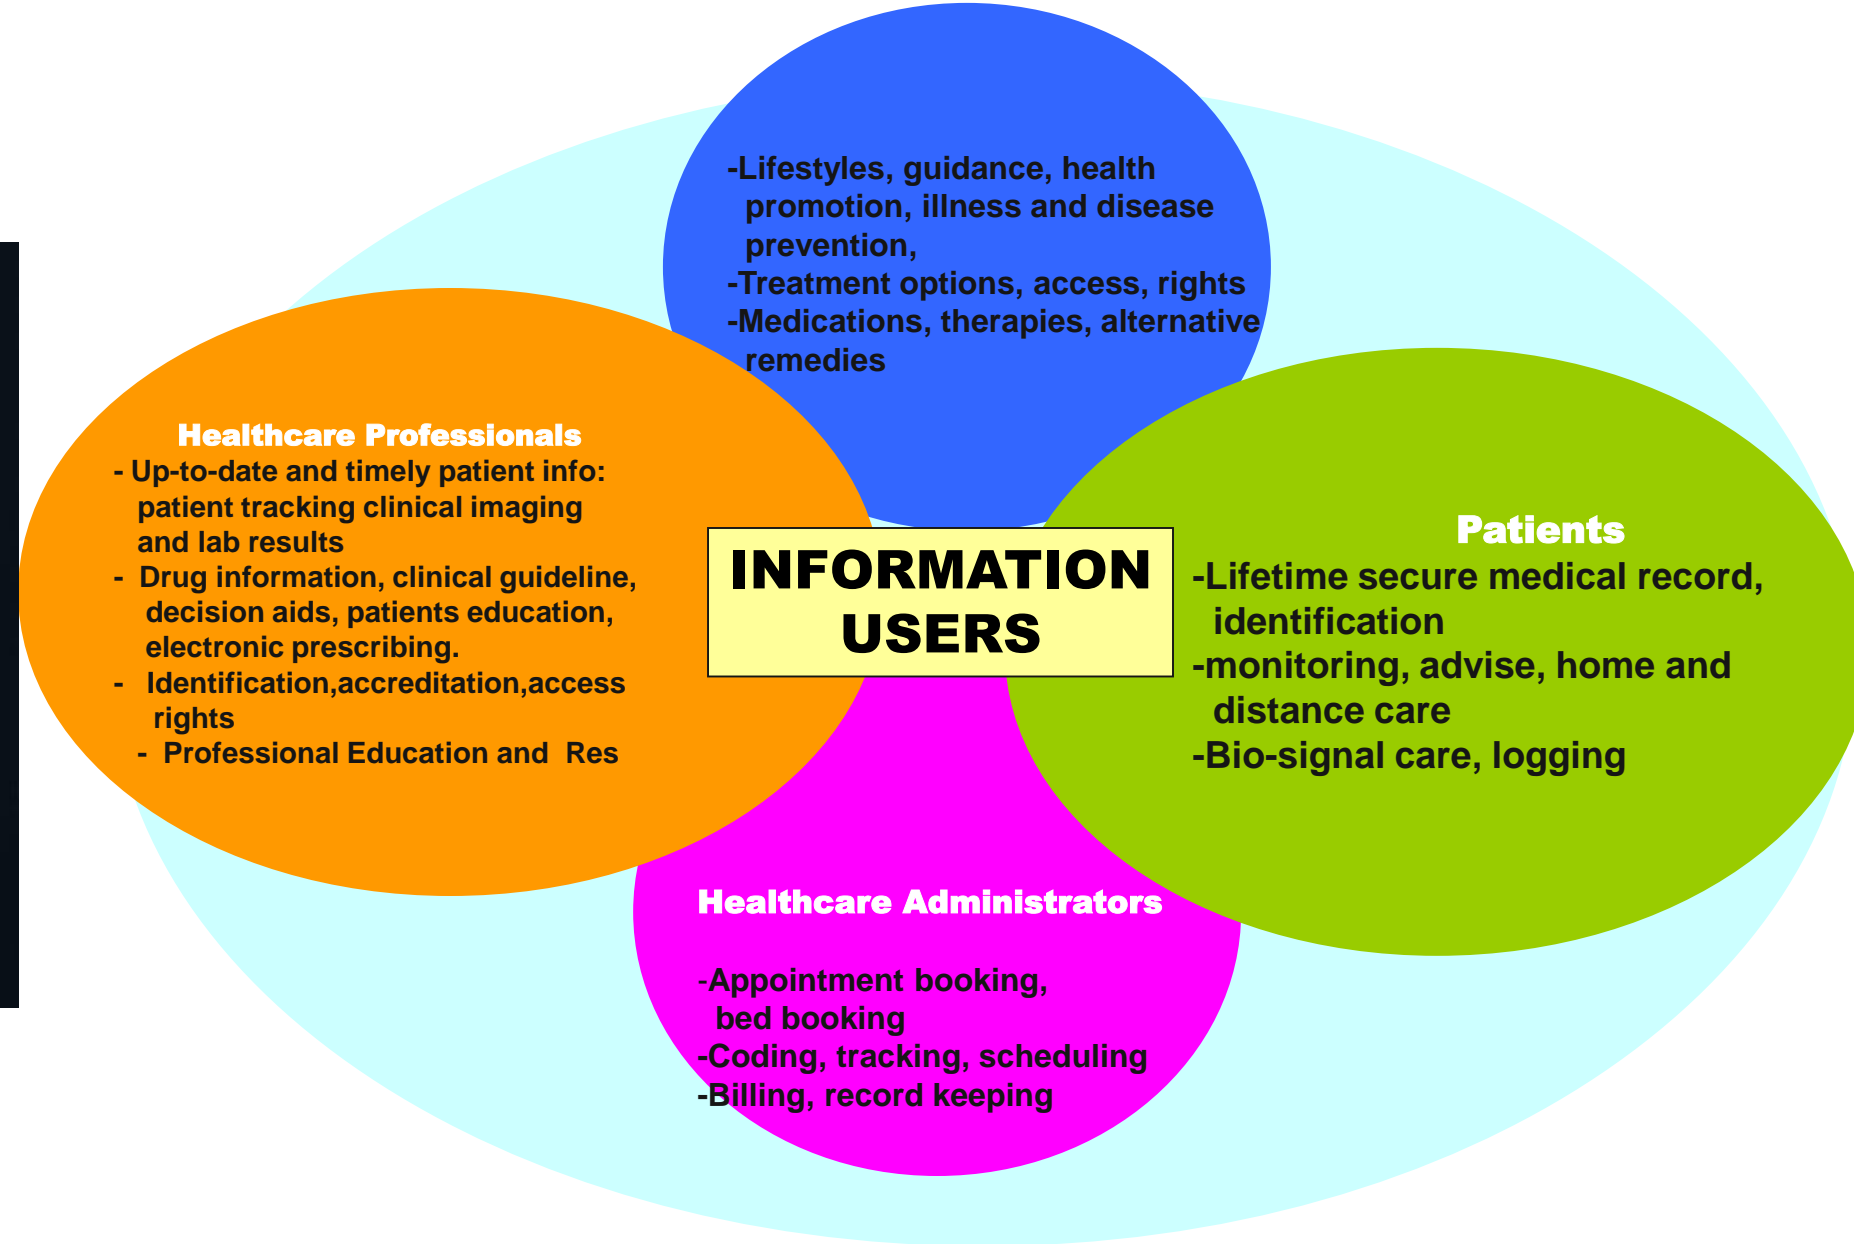 -Lifestyles, guidance, health
promotion, illness and disease
prevention,
-Treatment options, access, rights
-Medications, therapies, alternative
remedies
Healthcare Professionals
- Up-to-date and timely patient info:
patient tracking clinical imaging
and lab results
- Drug information, clinical guideline,
decision aids, patients education,
electronic prescribing.
- Identification,accreditation,access
rights
- Professional Education and Res
INFORMATION
USERS
Patients
-Lifetime secure medical record,
identification
-monitoring, advise, home and
distance care
-Bio-signal care, logging
Healthcare Administrators
-Appointment booking,
bed booking
-Coding, tracking, scheduling
-Billing, record keeping